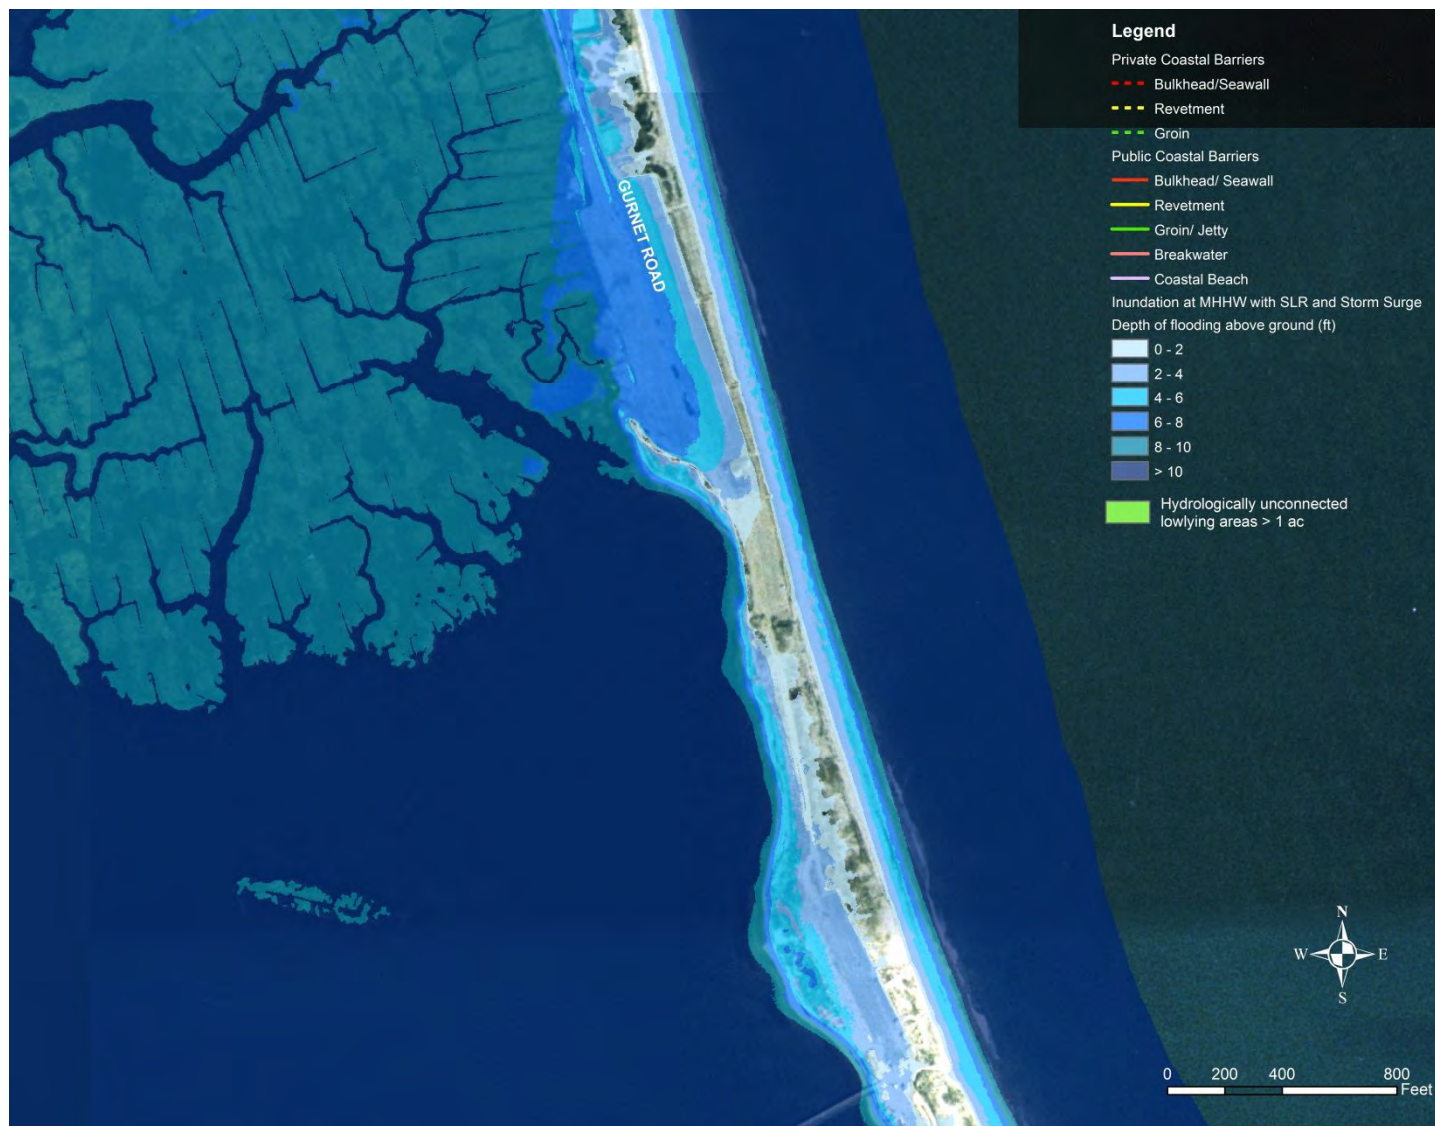 Legend
Private Coastal Barriers
Bulkhead/Seawall
Revetment
Groin
Public Coastal Barriers
Bulkhead/ Seawall
Revetment
Groin/ Jetty
Breakwater
Coastal Beach
Inundation at MHHW with SLR and Storm Surge
Depth of flooding above ground (ft)
0 - 2
2 - 4
4 - 6
6 - 8
8 - 10
> 10
Hydrologically unconnected
lowlying areas > 1 ac
GURNET ROAD
N
W E
S
0 200 400 800
Feet